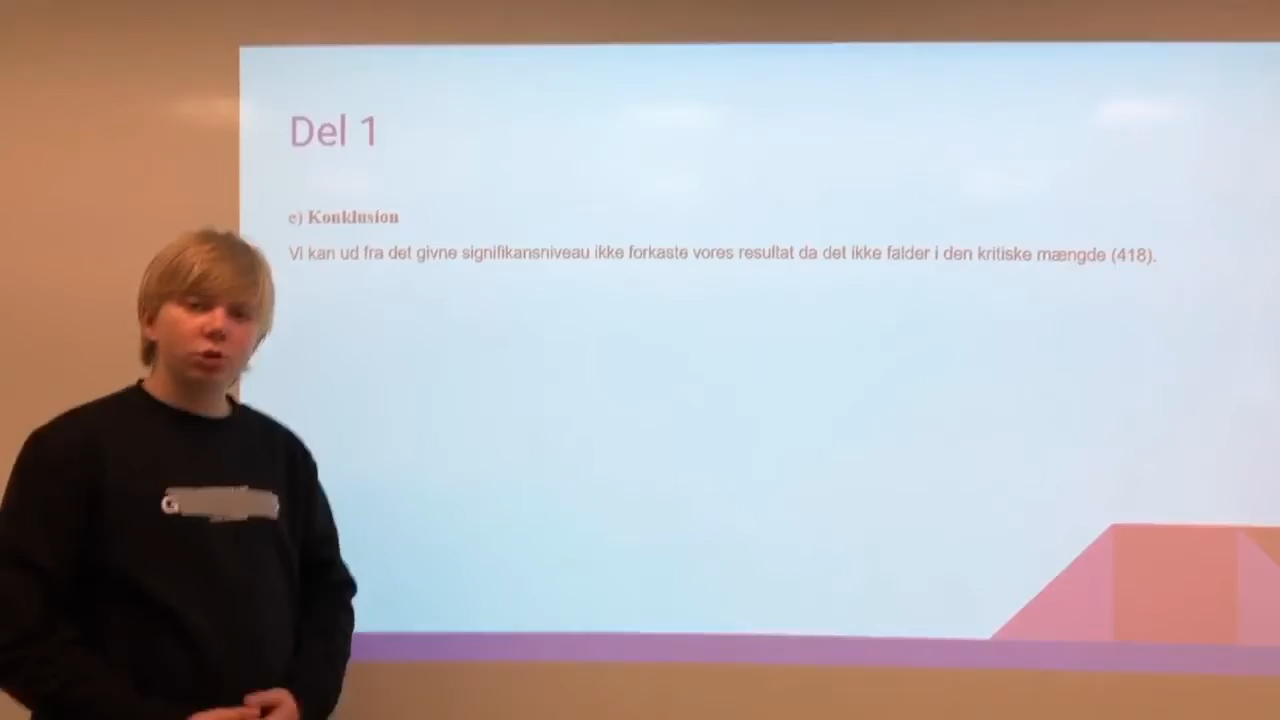 Del 1
e) Konklusion
Vi kan ud fra det givne signifikansniveau ikke forkaste vores resultat da det ikke falder i den kritiske mængde (418).